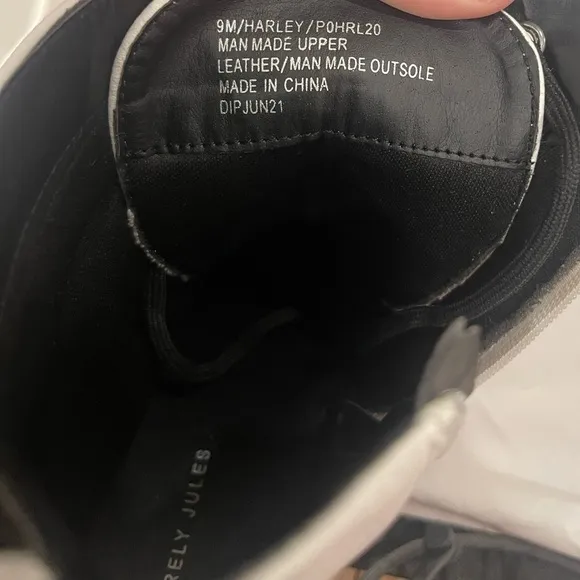 9M/HARLEY/P0HRL20
MAN MADE UPPER
LEATHER/MAN MADE OUTSOLE
MADE IN CHINA
DIPJUN21
RELY JULES